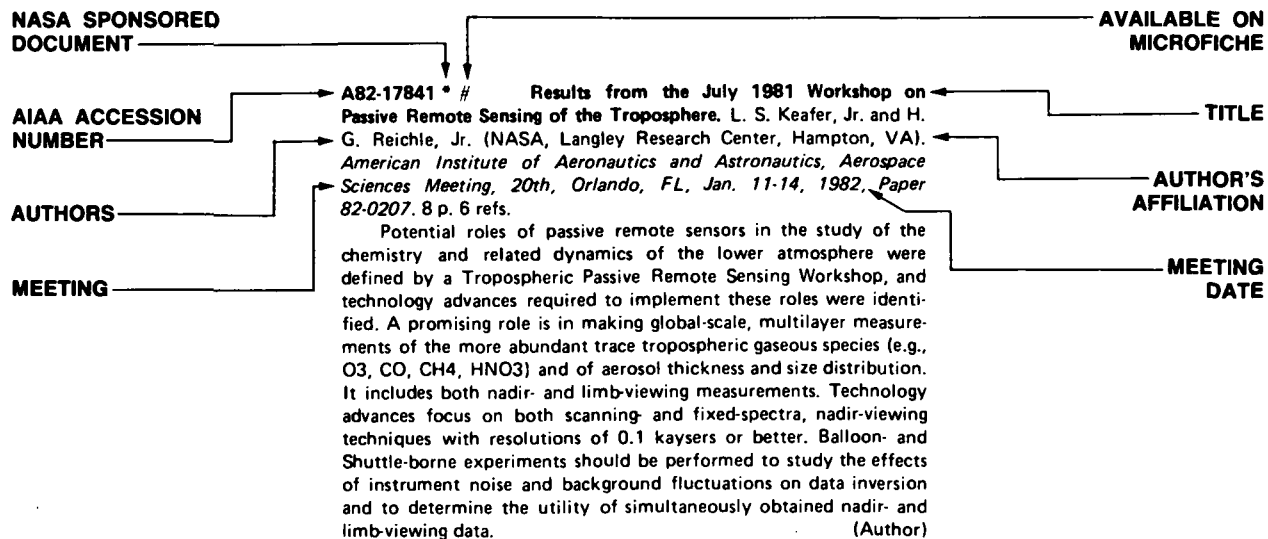 NASA SPONSORED
DOCUMENT
AVAILABLE ON
MICROFICHE
AIAA ACCESSION
NUMBER
AUTHORS
MEETING
A82-17841 * # Results from the July 1981 Workshop on
Passive Remote Sensing of the Troposphere. L. S. Keafer, Jr. and H.
G. Reichle, Jr. (NASA, Langley Research Center, Hampton, VA).
American Institute of Aeronautics and Astronautics, Aerospace
Sciences Meeting, 20th, Orlando, FL, Jan. 11-14, 1982, Paper
82-0207. 8 p. 6 refs.
Potential roles of passive remote sensors in the study of the
chemistry and related dynamics of the lower atmosphere were
defined by a Tropospheric Passive Remote Sensing Workshop, and
technology advances required to implement these roles were identi-
fied. A promising role is in making global-scale, multilayer measure-
ments of the more abundant trace tropospheric gaseous species (e.g.,
O3, CO, CH4, HNO3) and of aerosol thickness and size distribution.
It includes both nadir- and limb-viewing measurements. Technology
advances focus on both scanning- and fixed-spectra, nadir-viewing
techniques with resolutions of 0.1 kaysers or better. Balloon- and
Shuttle-borne experiments should be performed to study the effects
of instrument noise and background fluctuations on data inversion
and to determine the utility of simultaneously obtained nadir- and
limb-viewing data. (Author)
TITLE
AUTHOR'S
AFFILIATION
MEETING
DATE